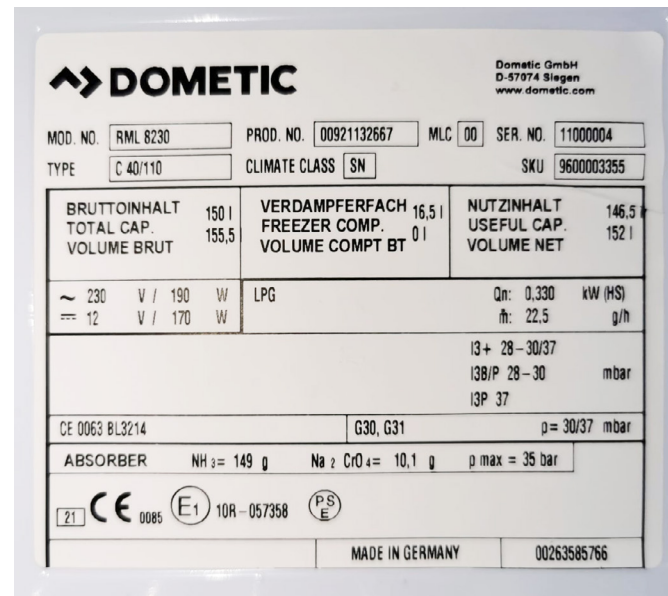 DOMETIC
Dometic GmbH
D-57074 Siegen
www.dometic.com
MOD. NO. RML 8230 PROD. NO. 00921132667 MLC 00 SER. NO. 11000004
TYPE C 40/110 CLIMATE CLASS SN SKU 9600003355
BRUTTOINHALT 150 l
TOTAL CAP.
VOLUME BRUT 155,5
VERDAMPFERFACH 16,5 l
FREEZER COMP. 0 l
VOLUME COMPT BT
NUTZINHALT 146,5 l
USEFUL CAP. 152 l
VOLUME NET
~ 230 V / 190 W LPG Qn: 0,330 kW (HS)
⎓ 12 V / 170 W ṁ: 22,5 g/h
I3+ 28-30/37
I3B/P 28-30 mbar
I3P 37
CE 0063 BL3214 G30, G31 p= 30/37 mbar
ABSORBER NH3= 149 g Na2 CrO4= 10,1 g p max = 35 bar
21 CE 0085 E1 10R-057358 PS E
MADE IN GERMANY 00263585766